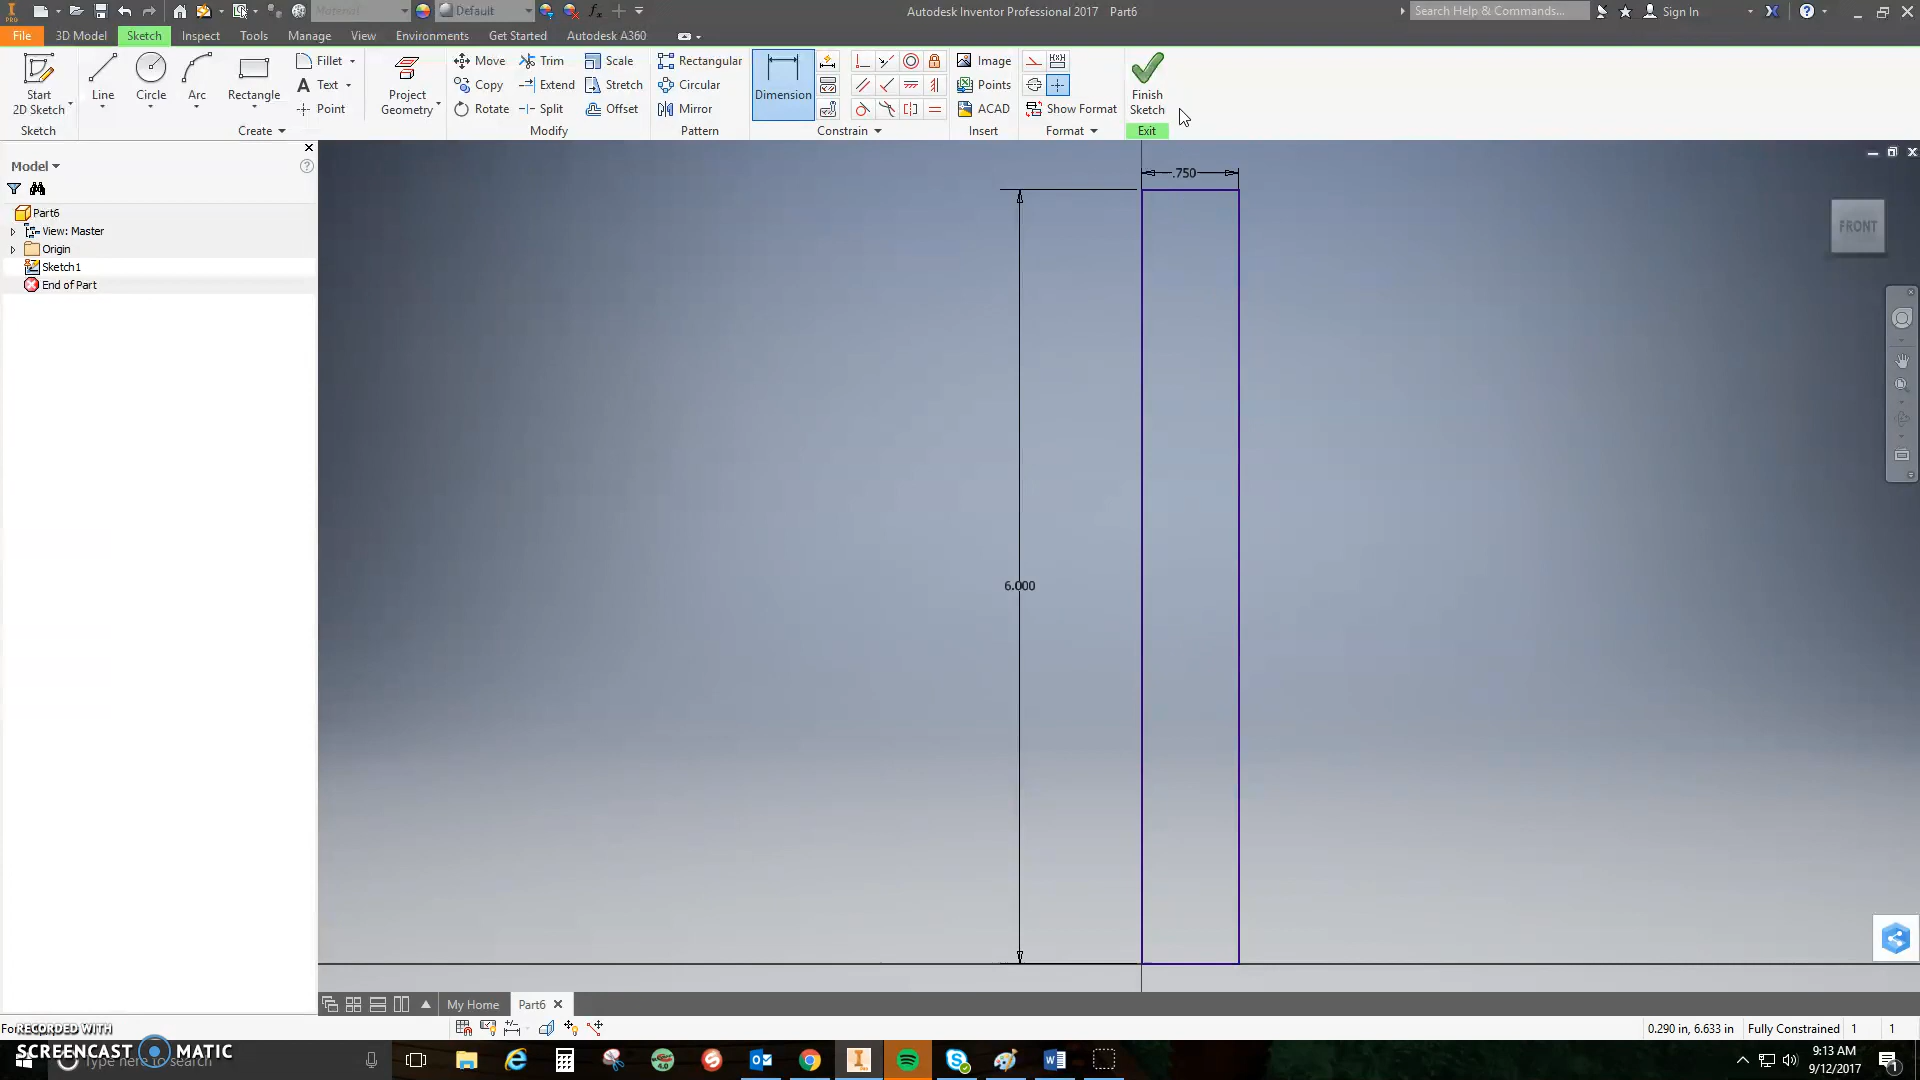 Material
Default
Autodesk Inventor Professional 2017 Part6
Search Help & Commands...
Sign In
File 3D Model Sketch Inspect Tools Manage View Environments Get Started Autodesk A360
Start
2D Sketch
Line
Circle
Arc
Rectangle
Fillet
Text
Point
Project
Geometry
Move
Copy
Rotate
Trim
Extend
Split
Scale
Stretch
Offset
Rectangular
Circular
Mirror
Dimension
Image
Points
ACAD
Show Format
Finish
Sketch
Sketch Create Modify Pattern Constrain Insert Format Exit
Model
Part6
View: Master
Origin
Sketch1
End of Part
.750
FRONT
6.000
My Home Part6
0.290 in, 6.633 in Fully Constrained 1 1
RECORDED WITH
SCREENCAST MATIC
Type here to search
9:13 AM
9/12/2017